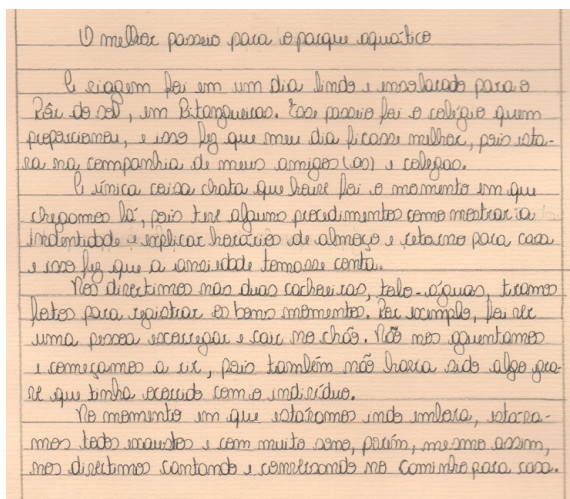 O melhor passeio para o parque aquático
A viagem foi em um dia lindo e ensolarado para o
Pôr do sol, em Pitangueiras. Esse passeio foi o colégio quem
proporcionou, e isso fez que meu dia ficasse melhor, pois esta-
va na companhia de meus amigos(as) e colegas.
A única coisa chata que houve foi o momento em que
chegamos lá, pois teve alguns procedimentos como mostrar a
indentidade e explicar horários de almoço e retorno para casa
e isso fez que a ansiedade tomasse conta.
Nos divertimos nas duas cachoeiras, tobo-águas, tiramos
fotos para registrar os bons momentos. Por exemplo, foi ver
uma pessoa escorregar e cair no chão. Não nos aguentamos
e começamos a rir, pois também não havia sido algo gra-
ve que tinha ocorrido com o indivíduo.
No momento em que estávamos indo embora, estáva-
mos todos exaustos e com muito sono, porém, mesmo assim,
nos divertimos cantando e conversando no caminho para casa.